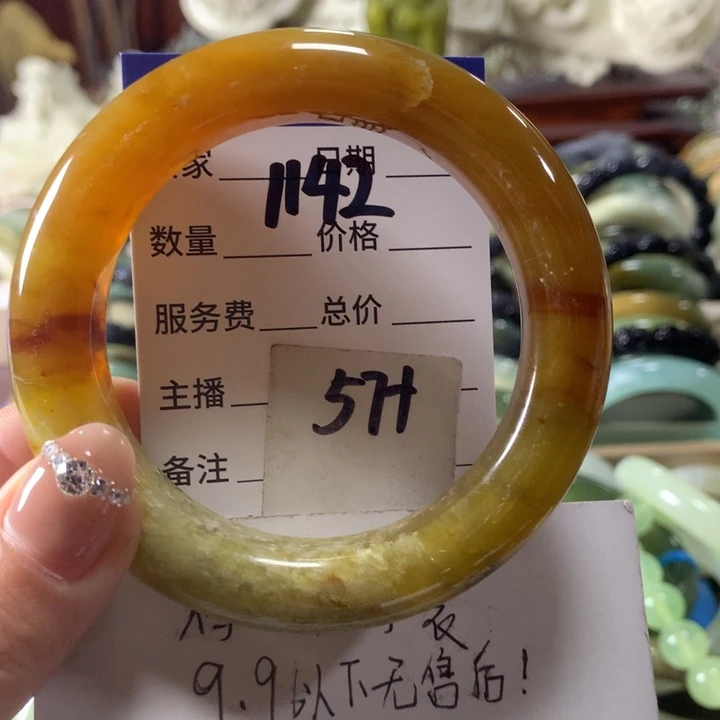 家 日期
1142
数量 价格
服务费 总价
主播
57H
备注
9.9以下无售后!